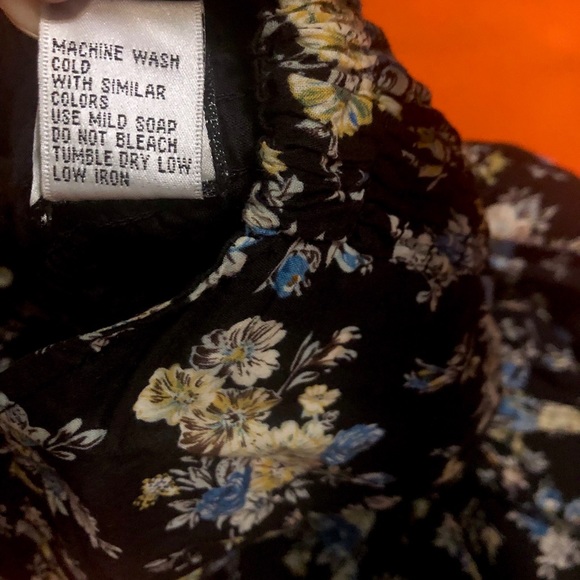 MACHINE WASH
COLD
WITH SIMILAR
COLORS
USE MILD SOAP
DO NOT BLEACH
TUMBLE DRY LOW
LOW IRON